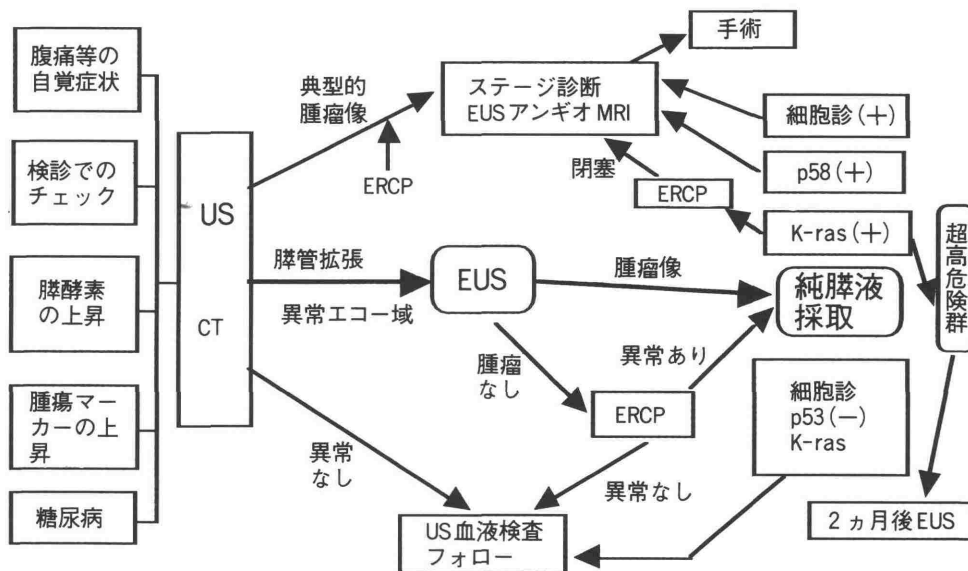 腹痛等の
自覚症状
検診での
チェック
膵酵素
の上昇
腫瘍マー
カーの上
昇
糖尿病
US
CT
典型的
腫瘤像
ERCP
膵管拡張
異常エコー域
異常
なし
ステージ診断
EUSアンギオMRI
手術
細胞診(+)
p58(+)
K-ras(+)
閉塞
ERCP
EUS
腫瘤像
純膵液
採取
超高危険群
腫瘤
なし
異常あり
ERCP
異常なし
細胞診
p53(−)
K-ras
US血液検査
フォロー
2ヵ月後EUS